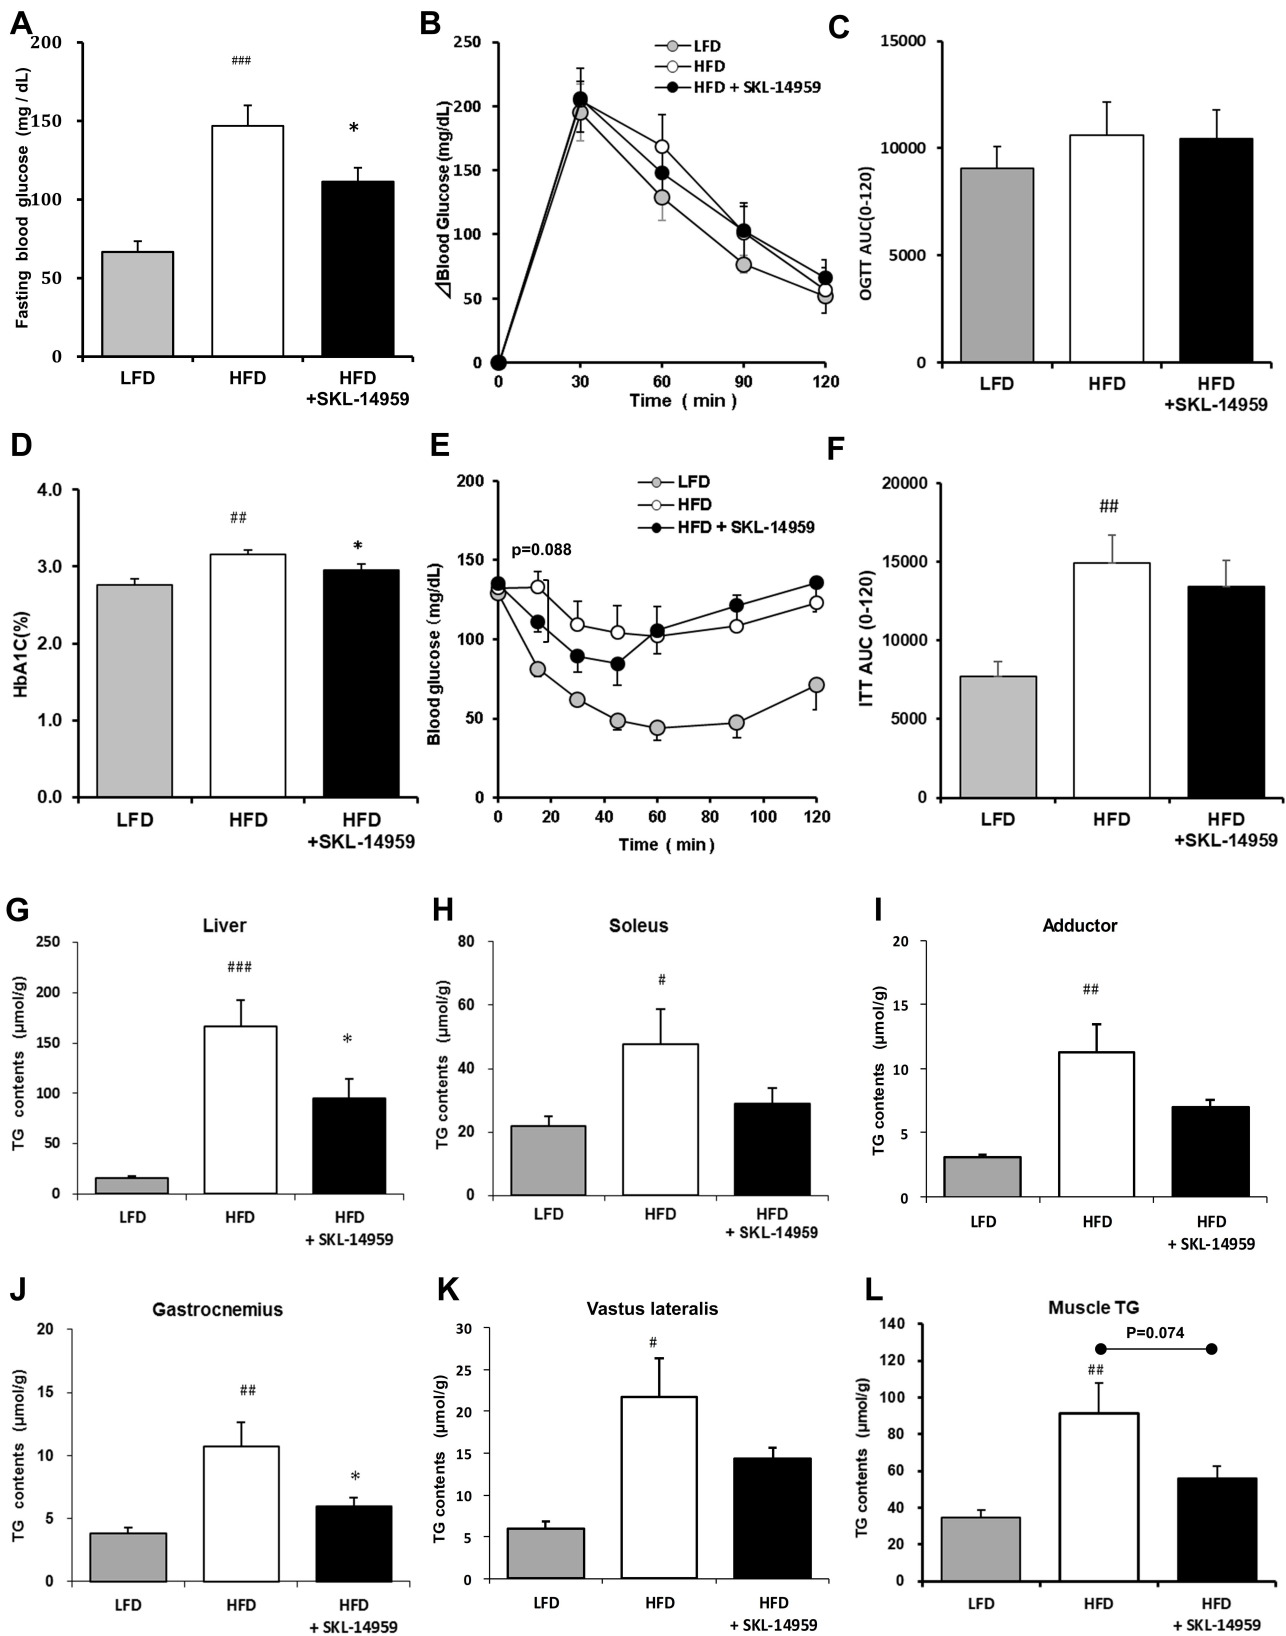 A
Fasting blood glucose (mg / dL)
200
150
100
50
0
###
*
LFD
HFD
HFD
+SKL-14959
B
⊿Blood Glucose (mg/dL)
250
200
150
100
50
0
LFD
HFD
HFD + SKL-14959
0
30
60
90
120
Time ( min )
C
OGTT AUC(0-120)
15000
10000
5000
0
LFD
HFD
HFD
+SKL-14959
D
HbA1C(%)
4.0
3.0
2.0
1.0
0.0
##
*
LFD
HFD
HFD
+SKL-14959
E
Blood glucose (mg/dL)
200
150
100
50
0
LFD
HFD
HFD + SKL-14959
p=0.088
0
20
40
60
80
100
120
Time ( min )
F
ITT AUC (0-120)
20000
15000
10000
5000
0
##
LFD
HFD
HFD
+SKL-14959
G
Liver
TG contents (μmol/g)
250
200
150
100
50
0
###
*
LFD
HFD
HFD
+ SKL-14959
H
Soleus
TG contents (μmol/g)
80
60
40
20
0
#
LFD
HFD
HFD
+ SKL-14959
I
Adductor
TG contents (μmol/g)
20
15
10
5
0
##
LFD
HFD
HFD
+ SKL-14959
J
Gastrocnemius
TG contents (μmol/g)
20
15
10
5
0
##
*
LFD
HFD
HFD
+ SKL-14959
K
Vastus lateralis
TG contents (μmol/g)
30
25
20
15
10
5
0
#
LFD
HFD
HFD
+ SKL-14959
L
Muscle TG
TG contents (μmol/g)
140
120
100
80
60
40
20
0
P=0.074
##
LFD
HFD
HFD
+ SKL-14959